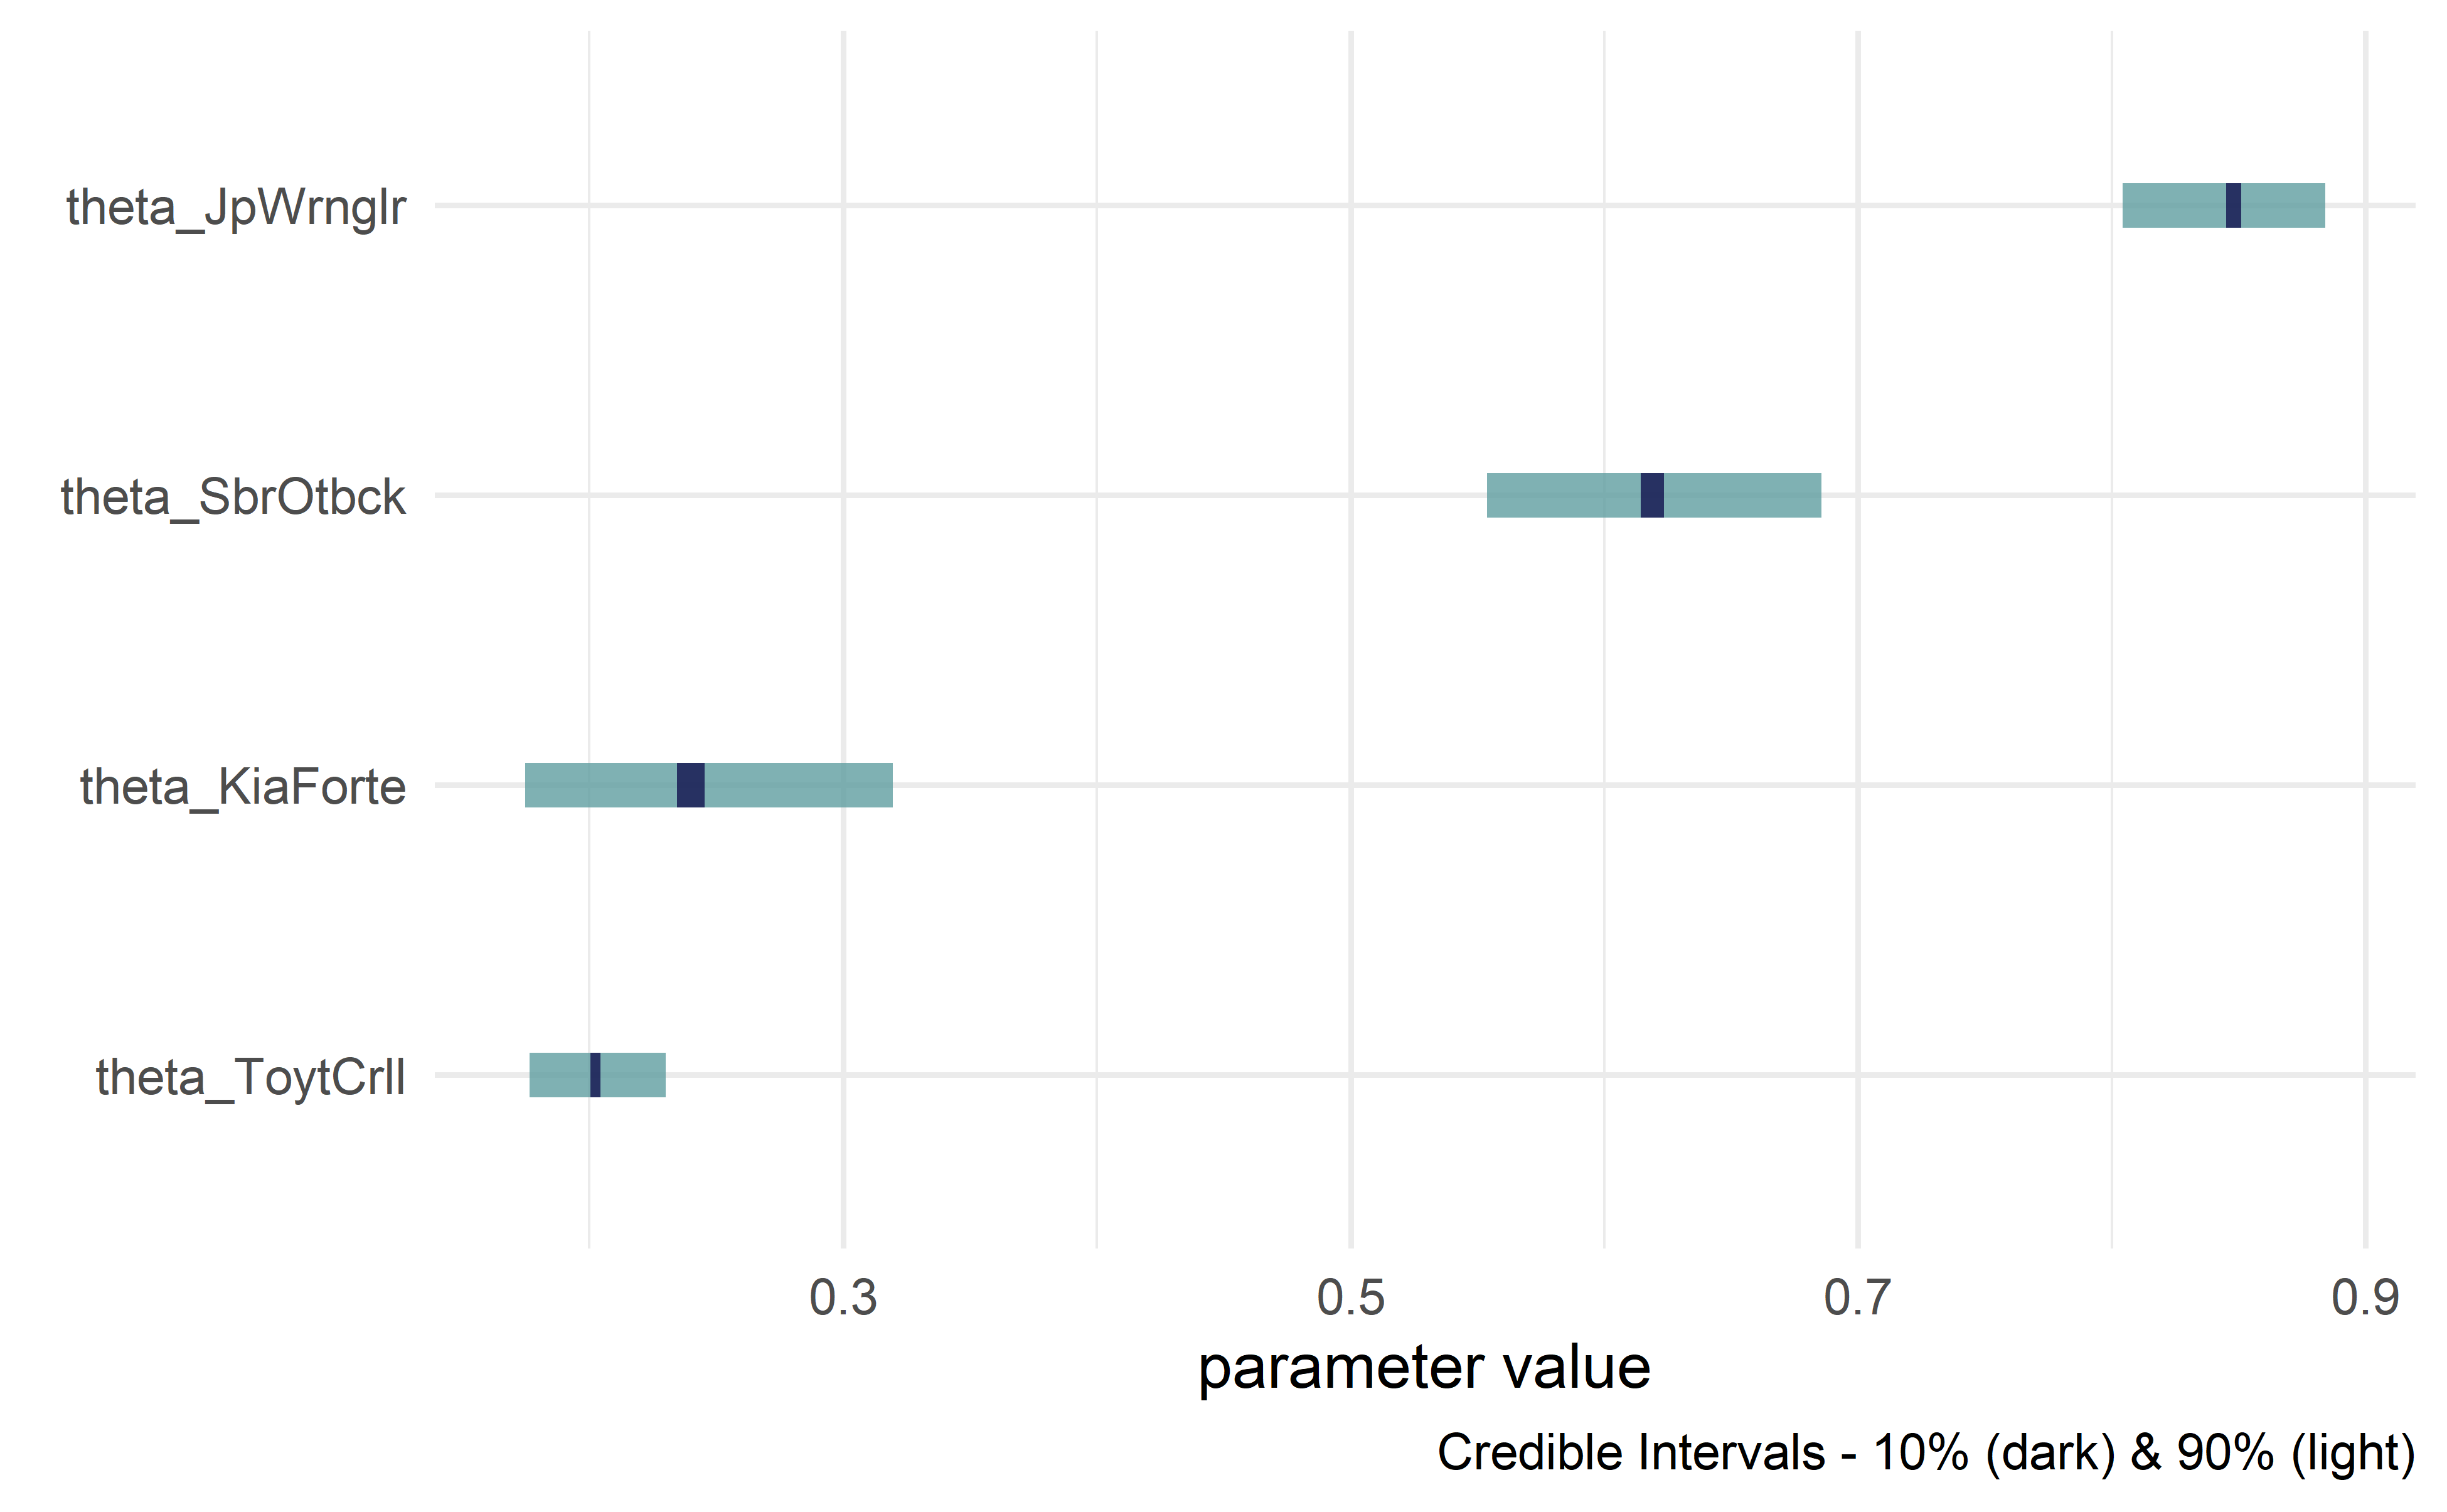 theta_JpWrnglr
theta_SbrOtbck
theta_KiaForte
theta_ToytCrll
0.3 0.5 0.7 0.9
parameter value
Credible Intervals - 10% (dark) & 90% (light)